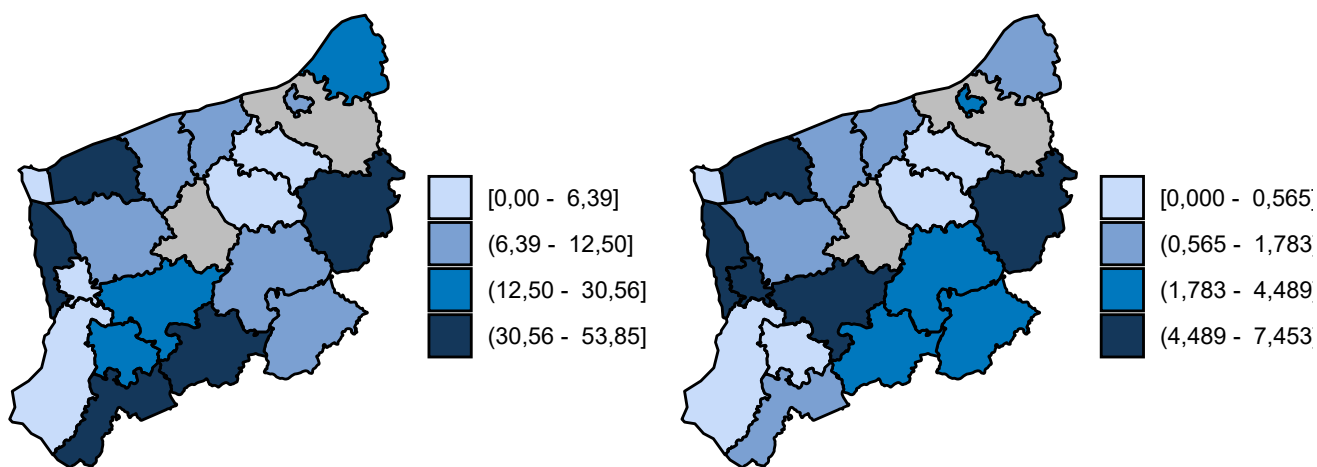 [0,00 - 6,39]
(6,39 - 12,50]
(12,50 - 30,56]
(30,56 - 53,85]
[0,000 - 0,565]
(0,565 - 1,783]
(1,783 - 4,489]
(4,489 - 7,453]